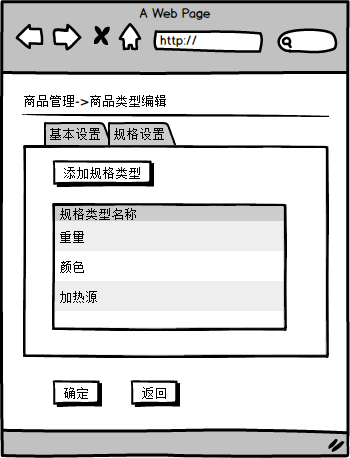 A Web Page
http://
商品管理->商品类型编辑
基本设置 规格设置
添加规格类型
规格类型名称
重量
颜色
加热源
确定 返回